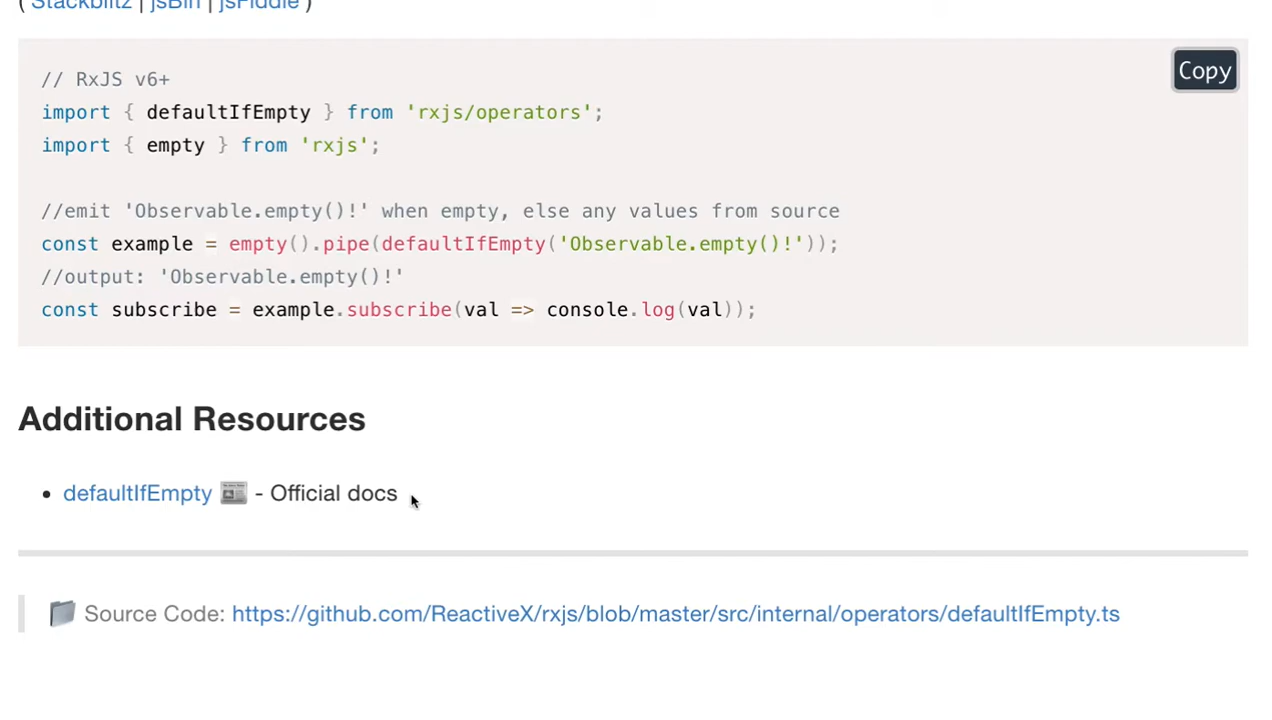 ( Stackblitz | jsBin | jsFiddle )
Copy
// RxJS v6+
import { defaultIfEmpty } from 'rxjs/operators';
import { empty } from 'rxjs';
//emit 'Observable.empty()!' when empty, else any values from source
const example = empty().pipe(defaultIfEmpty('Observable.empty()!'));
//output: 'Observable.empty()!'
const subscribe = example.subscribe(val => console.log(val));
Additional Resources
• defaultIfEmpty 📰 - Official docs
📁 Source Code: https://github.com/ReactiveX/rxjs/blob/master/src/internal/operators/defaultIfEmpty.ts